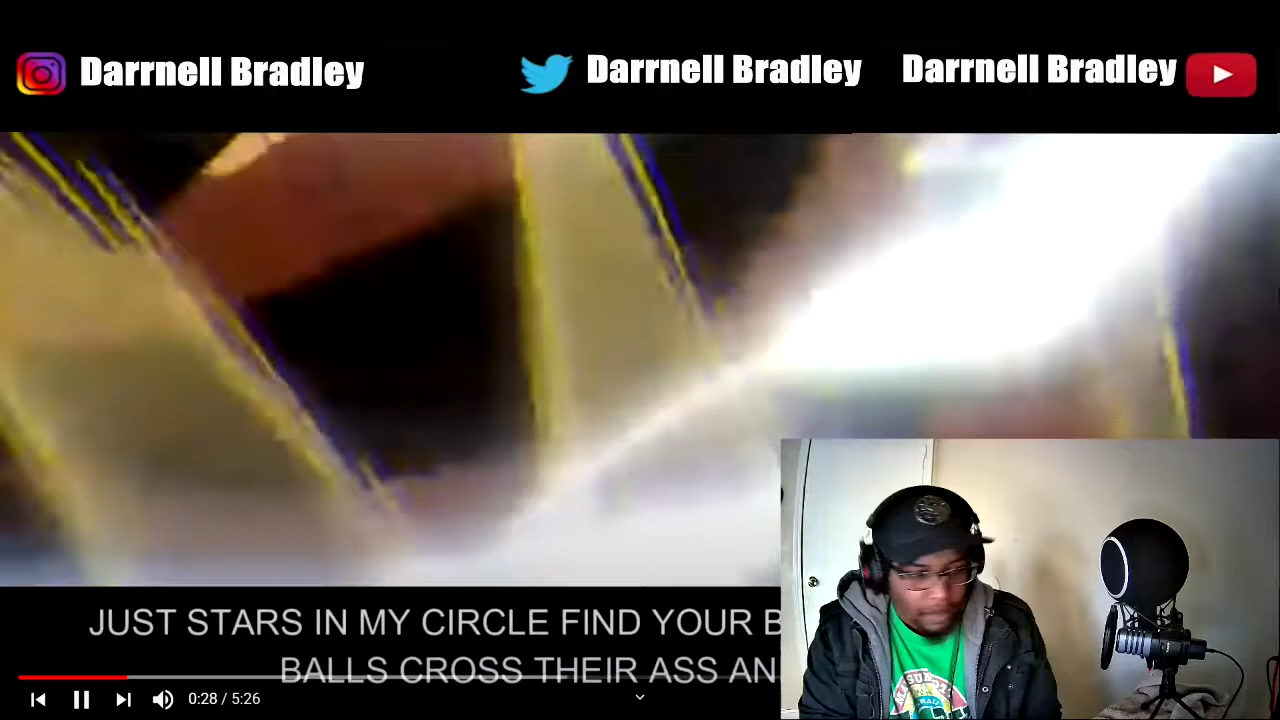 Darrnell Bradley
Darrnell Bradley
Darrnell Bradley
JUST STARS IN MY CIRCLE FIND YOUR
BALLS CROSS THEIR ASS
0:28 / 5:26